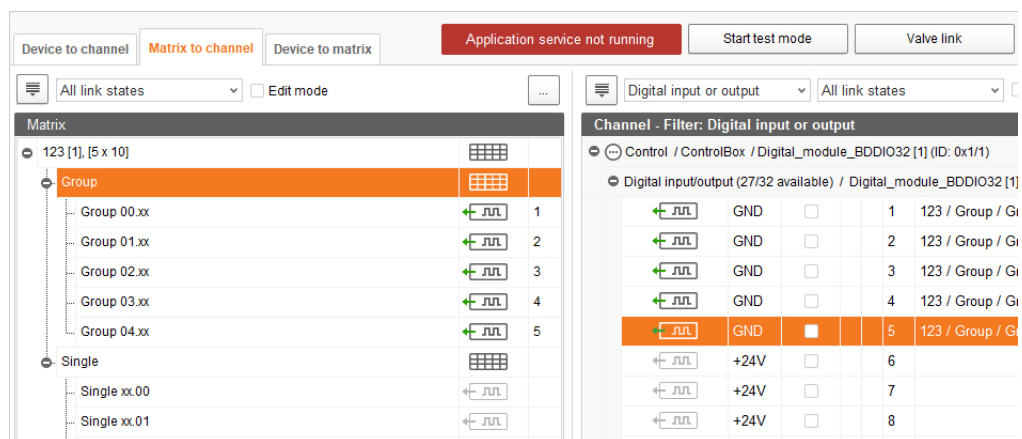 Device to channel Matrix to channel Device to matrix Application service not running Start test mode Valve link
All link states Edit mode ... Digital input or output All link states
Matrix Channel - Filter: Digital input or output
123 [1], [5 x 10] Control / ControlBox / Digital_module_BDDIO32 [1] (ID: 0x1/1)
Group Digital input/output (27/32 available) / Digital_module_BDDIO32 [1]
Group 00.xx 1 GND 1 123 / Group / Gr
Group 01.xx 2 GND 2 123 / Group / Gr
Group 02.xx 3 GND 3 123 / Group / Gr
Group 03.xx 4 GND 4 123 / Group / Gr
Group 04.xx 5 GND 5 123 / Group / Gr
Single +24V 6
Single xx.00 +24V 7
Single xx.01 +24V 8